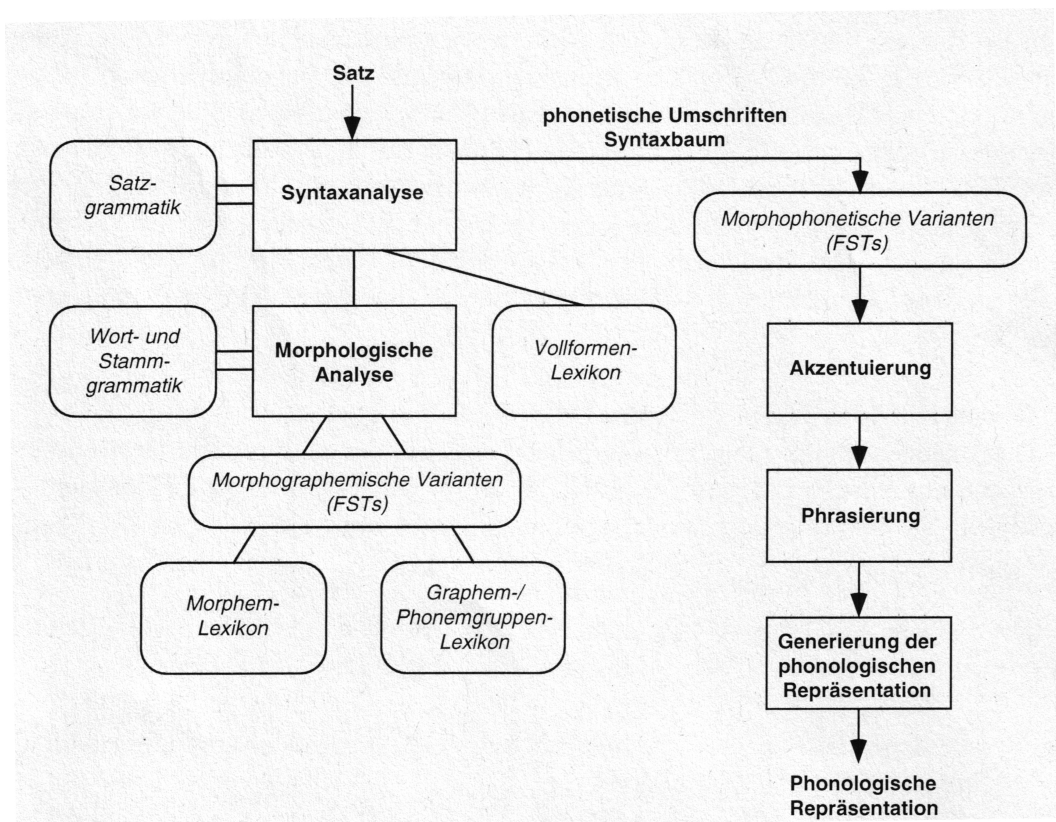 Satz
phonetische Umschriften
Syntaxbaum
Satz-
grammatik
Syntaxanalyse
Morphophonetische Varianten
(FSTs)
Wort- und
Stamm-
grammatik
Morphologische
Analyse
Vollformen-
Lexikon
Akzentuierung
Morphographemische Varianten
(FSTs)
Phrasierung
Morphem-
Lexikon
Graphem-/
Phonemgruppen-
Lexikon
Generierung der
phonologischen
Repräsentation
Phonologische
Repräsentation